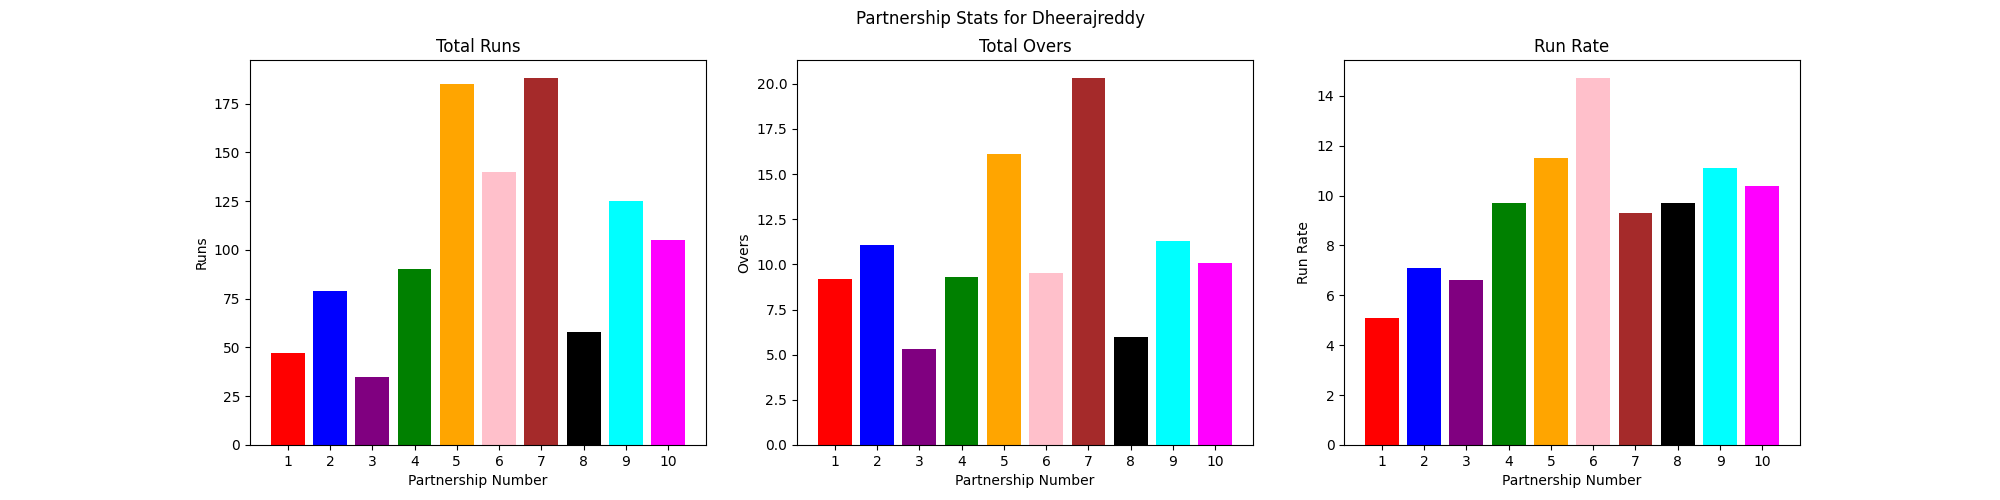 Partnership Stats for Dheerajreddy
Total Runs
175
150
125
100
75
50
25
0
Runs
1 2 3 4 5 6 7 8 9 10
Partnership Number
Total Overs
20.0
17.5
15.0
12.5
10.0
7.5
5.0
2.5
0.0
Overs
1 2 3 4 5 6 7 8 9 10
Partnership Number
Run Rate
14
12
10
8
6
4
2
0
Run Rate
1 2 3 4 5 6 7 8 9 10
Partnership Number